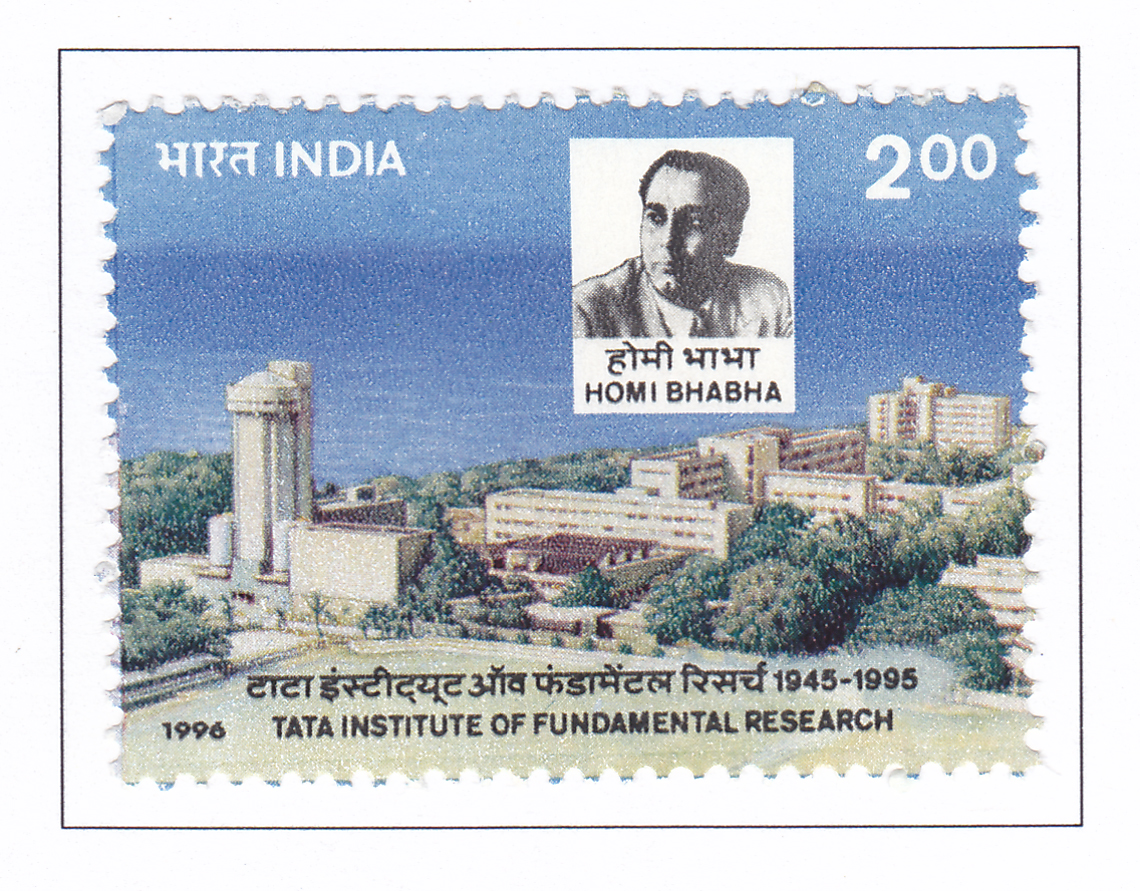 भारत INDIA
2.00
होमी भाभा
HOMI BHABHA
टाटा इंस्टीद्यूट ऑव फंडामेंटल रिसर्च 1945-1995
1996 TATA INSTITUTE OF FUNDAMENTAL RESEARCH